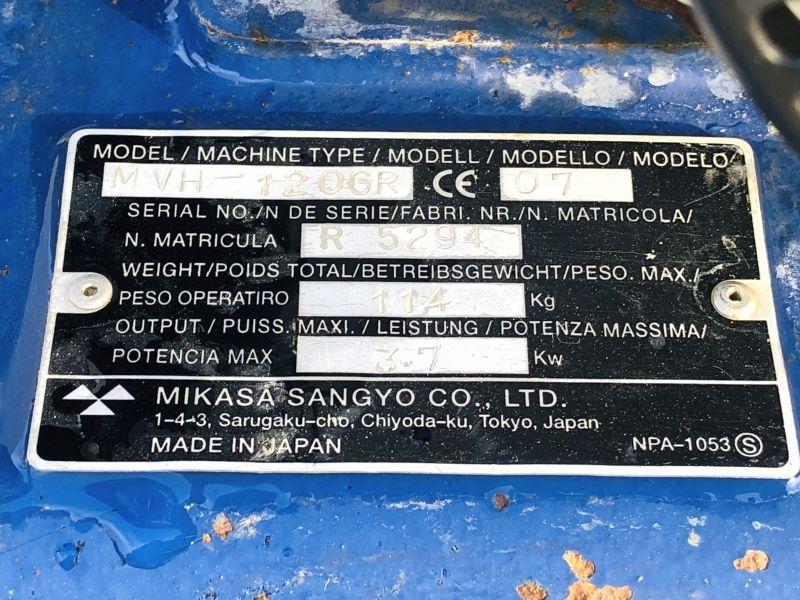 MODEL / MACHINE TYPE / MODELL / MODELLO / MODELO/
MVH-120GR CE 07
SERIAL NO./N DE SERIE/FABRI. NR./N. MATRICOLA/
N. MATRICULA R 5294
WEIGHT/POIDS TOTAL/BETREIBSGEWICHT/PESO. MAX./
PESO OPERATIRO 114 Kg
OUTPUT / PUISS. MAXI. / LEISTUNG / POTENZA MASSIMA/
POTENCIA MAX 3.7 Kw
MIKASA SANGYO CO., LTD.
1-4-3, Sarugaku-cho, Chiyoda-ku, Tokyo, Japan
MADE IN JAPAN NPA-1053 Ⓢ